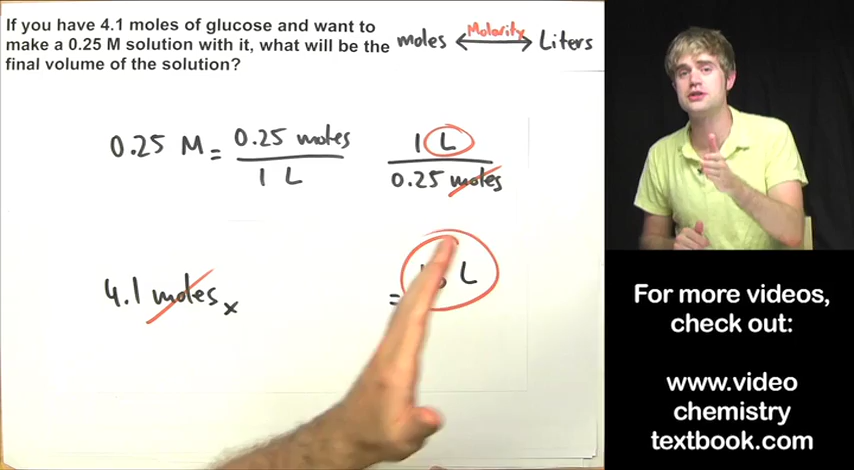 If you have 4.1 moles of glucose and want to
make a 0.25 M solution with it, what will be the
final volume of the solution?
moles Molarity Liters
0.25 M = 0.25 moles
1 L
1 L
0.25 moles
4.1 moles x
= L
For more videos,
check out:
www.video
chemistry
textbook.com